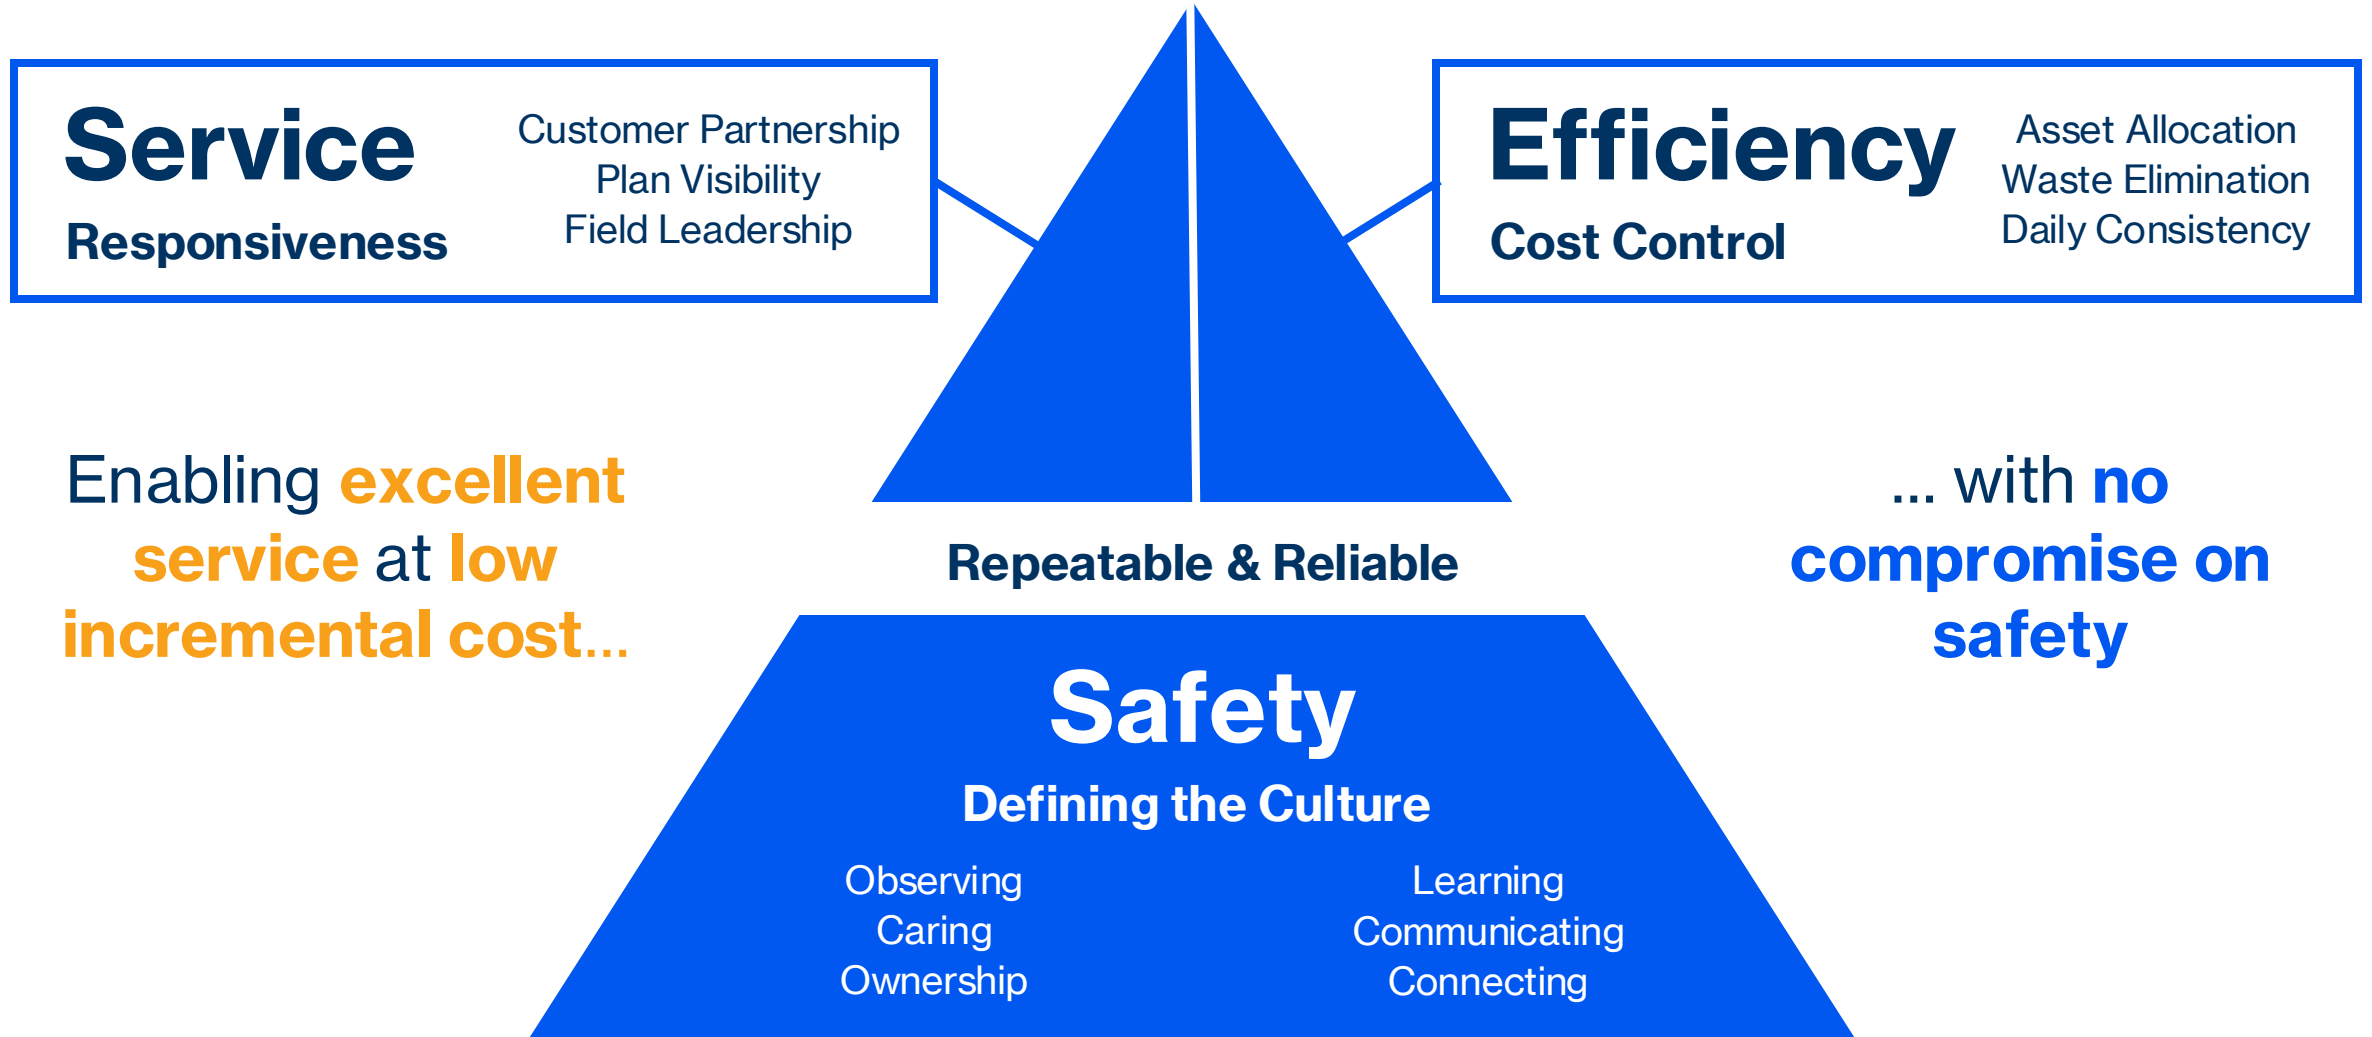 Service
Responsiveness
Customer Partnership
Plan Visibility
Field Leadership
Efficiency
Cost Control
Asset Allocation
Waste Elimination
Daily Consistency
Enabling excellent
service at low
incremental cost...
... with no
compromise on
safety
Repeatable & Reliable
Safety
Defining the Culture
Observing
Caring
Ownership
Learning
Communicating
Connecting